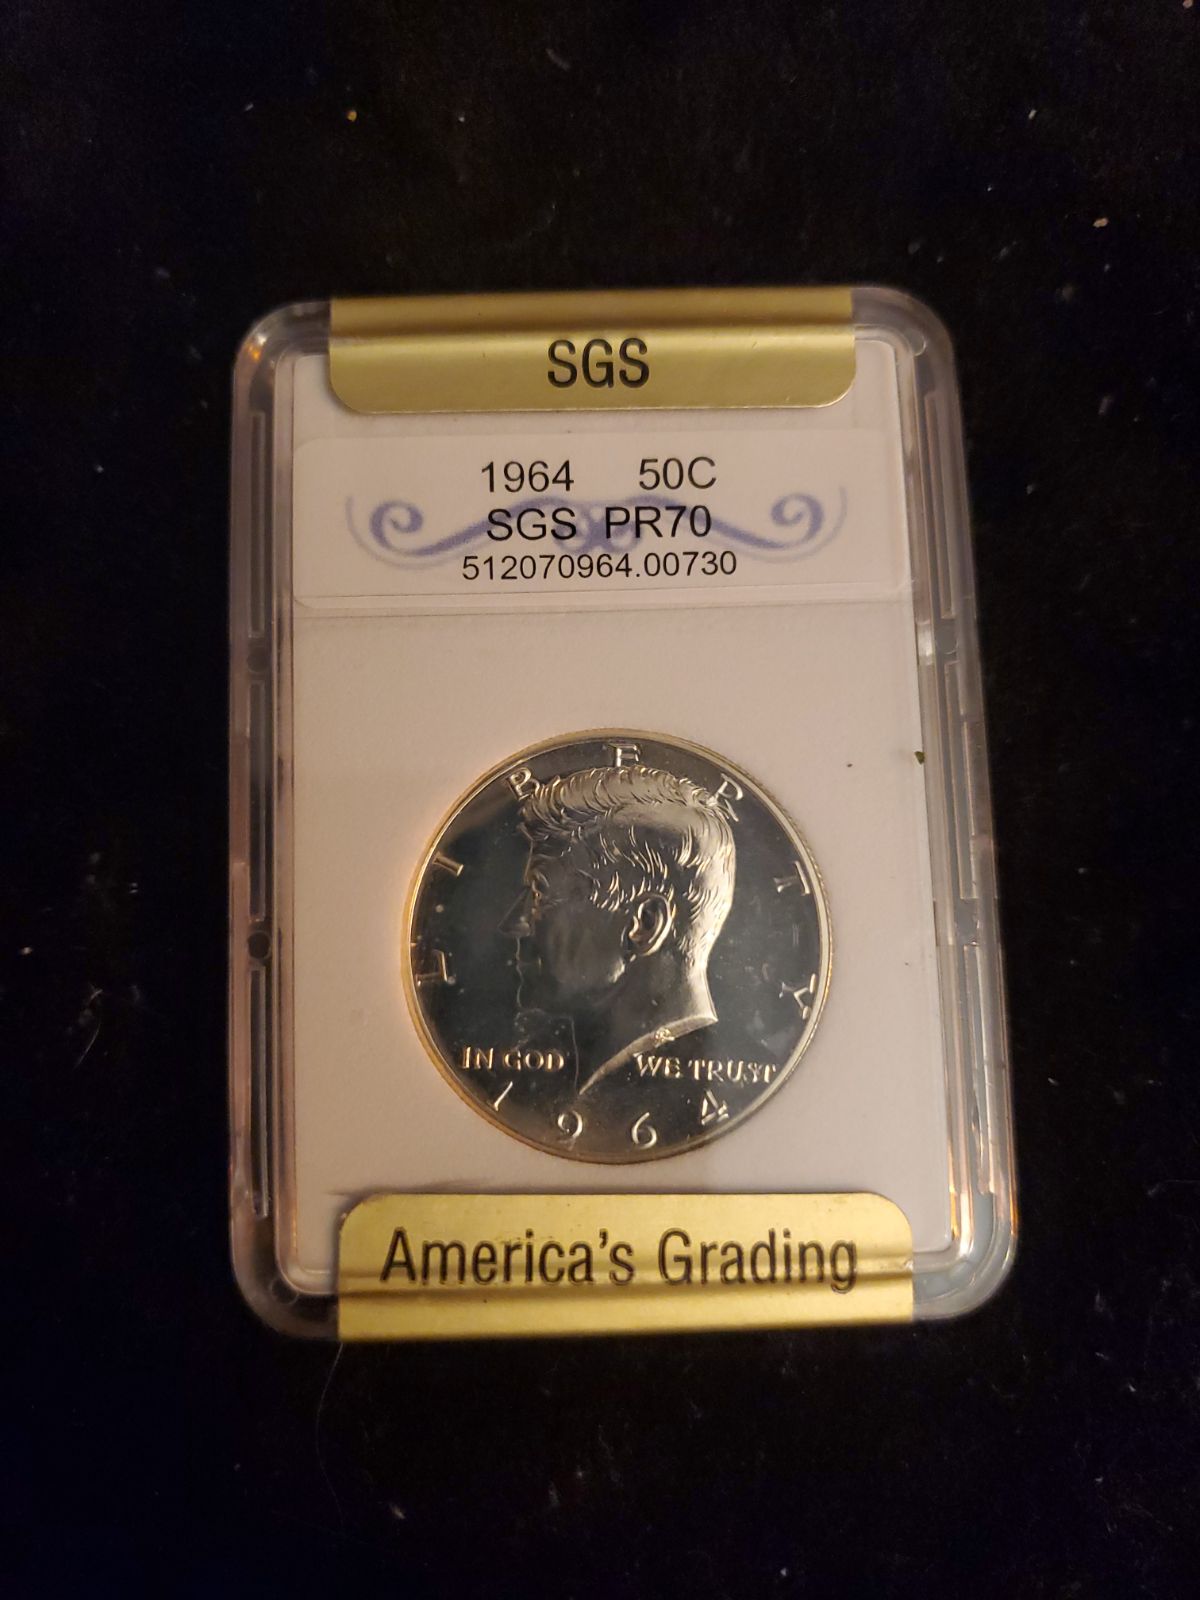 SGS
1964 50C
SGS PR70
512070964.00730
LIBERTY
IN GOD WE TRUST
1964
America's Grading